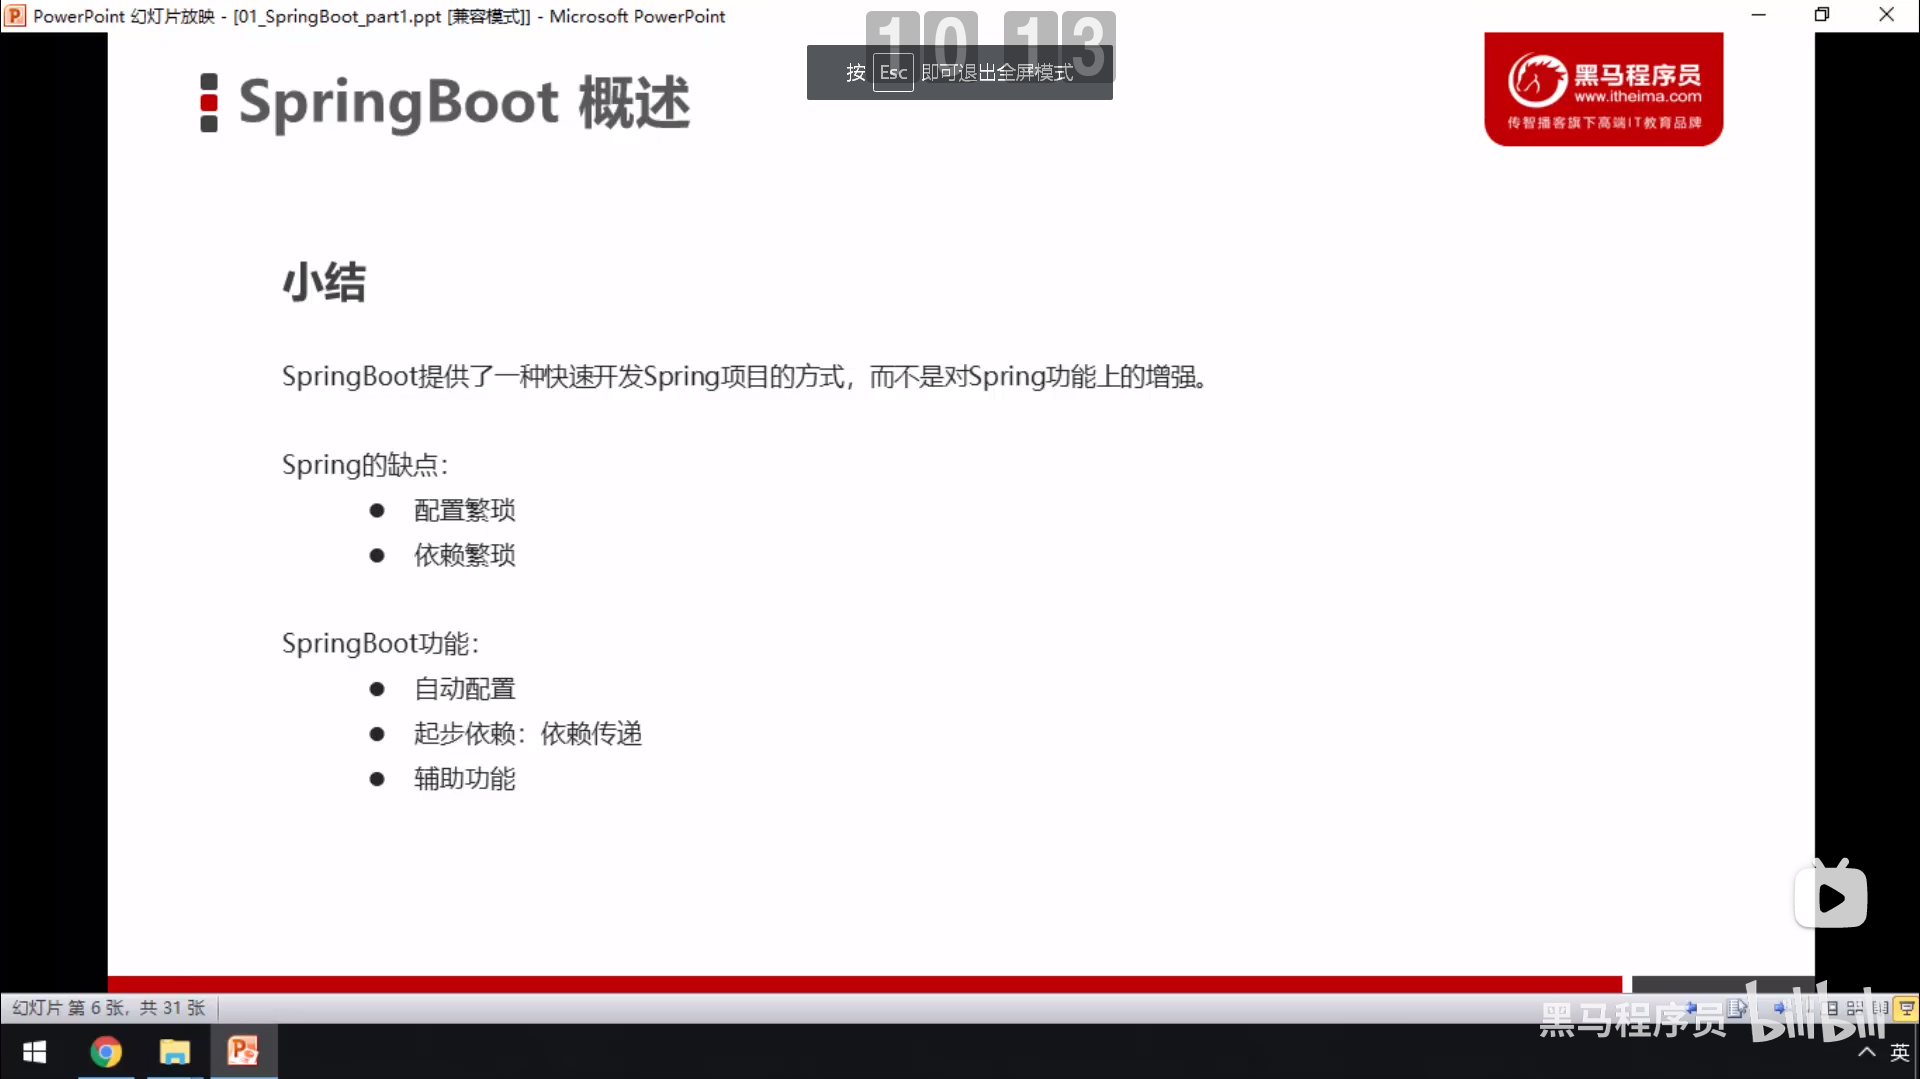 PowerPoint 幻灯片放映 - [01_SpringBoot_part1.ppt [兼容模式]] - Microsoft PowerPoint
10 13
按 Esc 即可退出全屏模式
SpringBoot 概述
黑马程序员
www.itheima.com
传智播客旗下高端IT教育品牌
小结
SpringBoot提供了一种快速开发Spring项目的方式，而不是对Spring功能上的增强。
Spring的缺点：
● 配置繁琐
● 依赖繁琐
SpringBoot功能：
● 自动配置
● 起步依赖：依赖传递
● 辅助功能
幻灯片 第 6 张，共 31 张
黑马程序员 bilibili
英